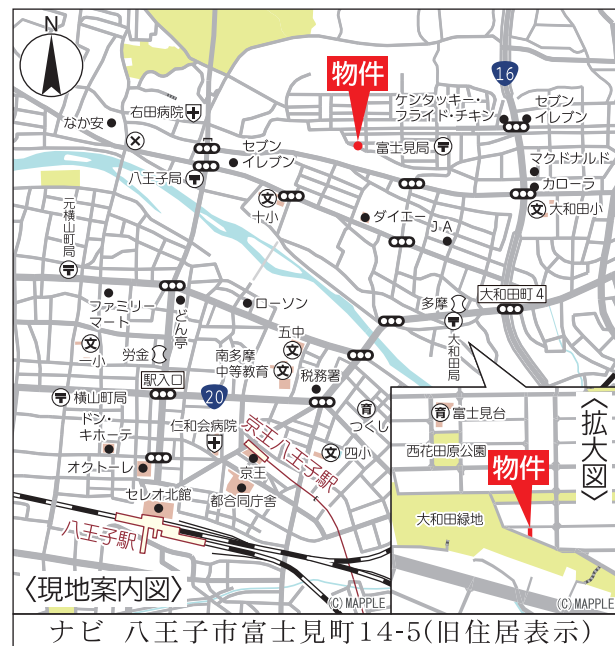 N
物件
16
右田病院
なか安
ケンタッキー・
フライド・チキン
セブン
イレブン
富士見局
マクドナルド
カローラ
セブン
イレブン
八王子局
文
十小
ダイエー
JA
文
大和田小
元横山町局
ファミリー
マート
どん亭
ローソン
多摩
大和田町4
大和田局
文
一小
労金
五中
文
南多摩
中等教育
文
税務署
駅入口
20
横山町局
育
つくし
ドン・
キホーテ
仁和会病院
京王八王子駅
文
四小
オクトーレ
京王
都合同庁舎
セレオ北館
八王子駅
〈現地案内図〉
(C)MAPPLE
〈拡大図〉
育
富士見台
西花田原公園
物件
大和田緑地
(C)MAPPLE
ナビ 八王子市富士見町14-5(旧住居表示)